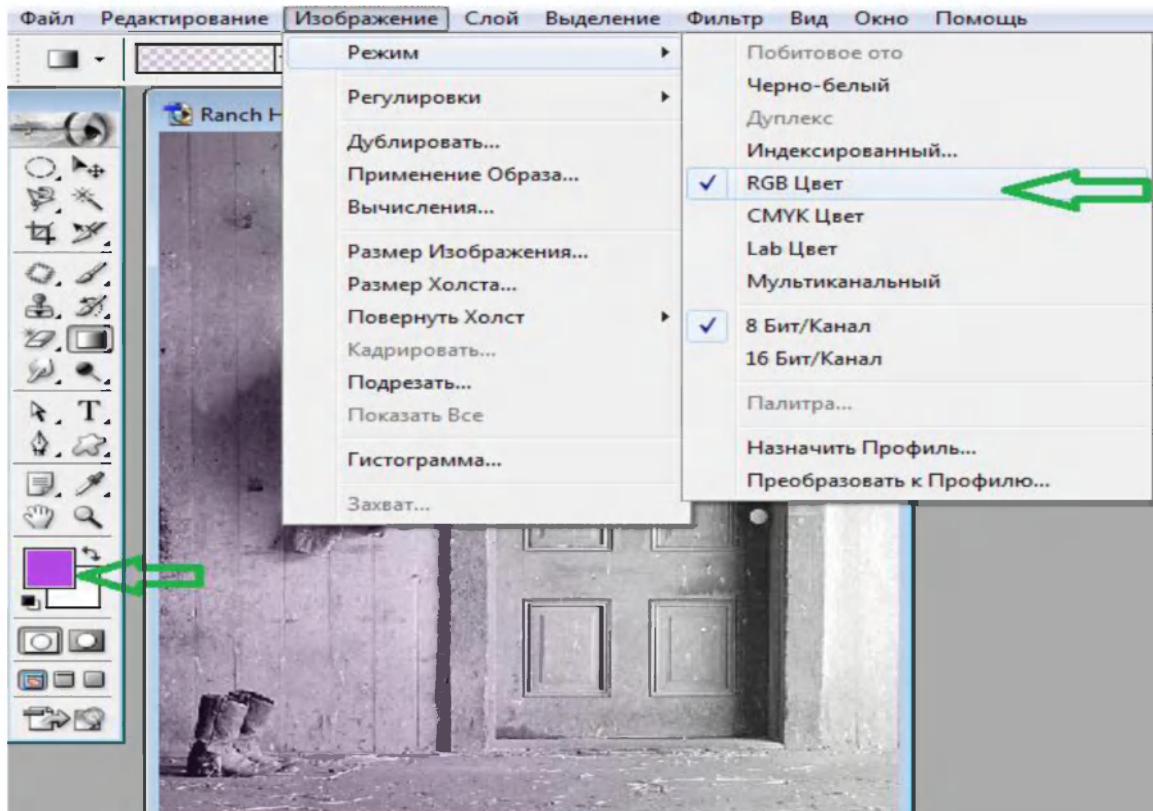 Файл Редактирование Изображение Слой Выделение Фильтр Вид Окно Помощь
Ranch H
Режим
Регулировки
Дублировать...
Применение Образа...
Вычисления...
Размер Изображения...
Размер Холста...
Повернуть Холст
Кадрировать...
Подрезать...
Показать Все
Гистограмма...
Захват...
Побитовое ото
Черно-белый
Дуплекс
Индексированный...
RGB Цвет
CMYK Цвет
Lab Цвет
Мультиканальный
8 Бит/Канал
16 Бит/Канал
Палитра...
Назначить Профиль...
Преобразовать к Профилю...
T